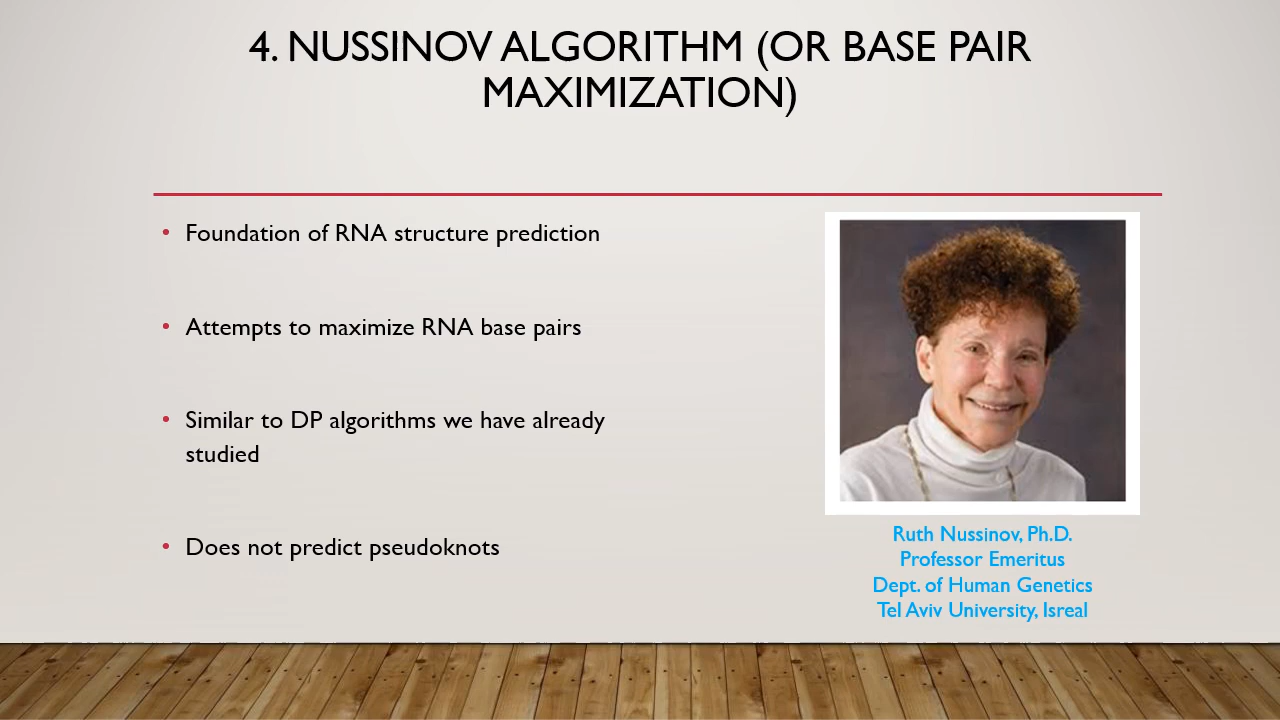 4. NUSSINOV ALGORITHM (OR BASE PAIR
MAXIMIZATION)
• Foundation of RNA structure prediction
• Attempts to maximize RNA base pairs
• Similar to DP algorithms we have already
studied
• Does not predict pseudoknots
Ruth Nussinov, Ph.D.
Professor Emeritus
Dept. of Human Genetics
Tel Aviv University, Isreal